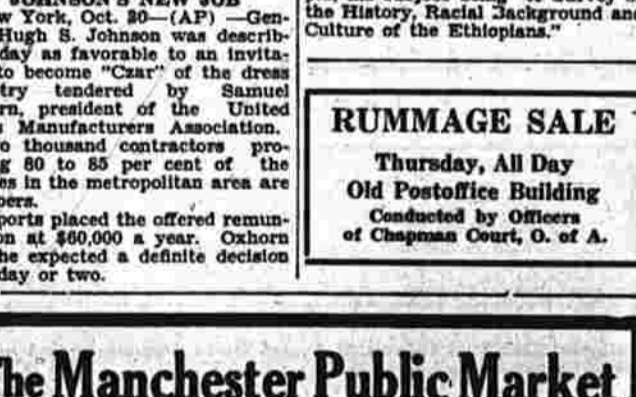 JOHNSON'S NEW JOB
w York, Oct. 30—(AP) —Gen-
Hugh S. Johnson was describ-
day as favorable to an invita-
to become "Czar" of the dress
try tendered by Samuel
rn, president of the United
Manufacturers Association.
o thousand contractors pro-
g 80 to 85 per cent of the
es in the metropolitan area are
bers.
ports placed the offered remun-
on at $60,000 a year. Oxhorn
he expected a definite decision
day or two.
the History, Racial Background and
Culture of the Ethiopians."
RUMMAGE SALE
Thursday, All Day
Old Postoffice Building
Conducted by Officers
of Chapman Court, O. of A.
The Manchester Public Market